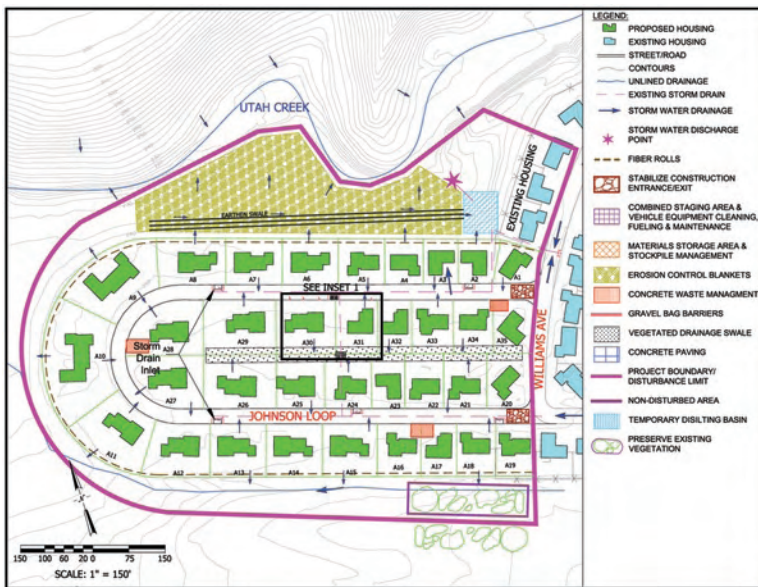 UTAH CREEK
EARTHEN SWALE
EXISTING HOUSING
SEE INSET 1
A8
A7
A6
A5
A4
A3
A2
A1
A9
A10
A28
A29
A30
A31
A32
A33
A34
A35
Storm
Drain
Inlet
WILLIAMS AVE
A27
A26
A25
A24
A23
A22
A21
A20
JOHNSON LOOP
A11
A12
A13
A14
A15
A16
A17
A18
A19
150 100 60 20 0 75 150
SCALE: 1" = 150'
LEGEND:
PROPOSED HOUSING
EXISTING HOUSING
STREET/ROAD
CONTOURS
UNLINED DRAINAGE
EXISTING STORM DRAIN
STORM WATER DRAINAGE
STORM WATER DISCHARGE
POINT
FIBER ROLLS
STABILIZE CONSTRUCTION
ENTRANCE/EXIT
COMBINED STAGING AREA &
VEHICLE EQUIPMENT CLEANING,
FUELING & MAINTENANCE
MATERIALS STORAGE AREA &
STOCKPILE MANAGEMENT
EROSION CONTROL BLANKETS
CONCRETE WASTE MANAGMENT
GRAVEL BAG BARRIERS
VEGETATED DRAINAGE SWALE
CONCRETE PAVING
PROJECT BOUNDARY/
DISTURBANCE LIMIT
NON-DISTURBED AREA
TEMPORARY DISILTING BASIN
PRESERVE EXISTING
VEGETATION